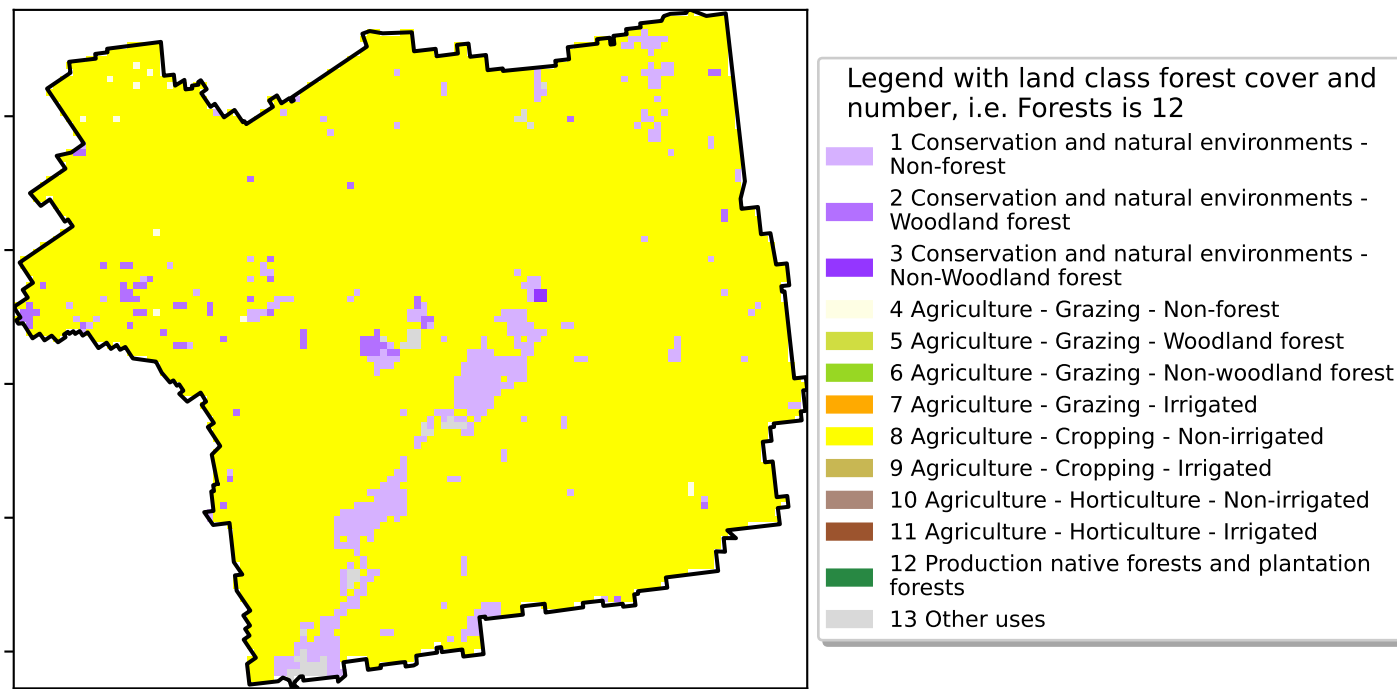 Legend with land class forest cover and
number, i.e. Forests is 12
1 Conservation and natural environments -
Non-forest
2 Conservation and natural environments -
Woodland forest
3 Conservation and natural environments -
Non-Woodland forest
4 Agriculture - Grazing - Non-forest
5 Agriculture - Grazing - Woodland forest
6 Agriculture - Grazing - Non-woodland forest
7 Agriculture - Grazing - Irrigated
8 Agriculture - Cropping - Non-irrigated
9 Agriculture - Cropping - Irrigated
10 Agriculture - Horticulture - Non-irrigated
11 Agriculture - Horticulture - Irrigated
12 Production native forests and plantation
forests
13 Other uses